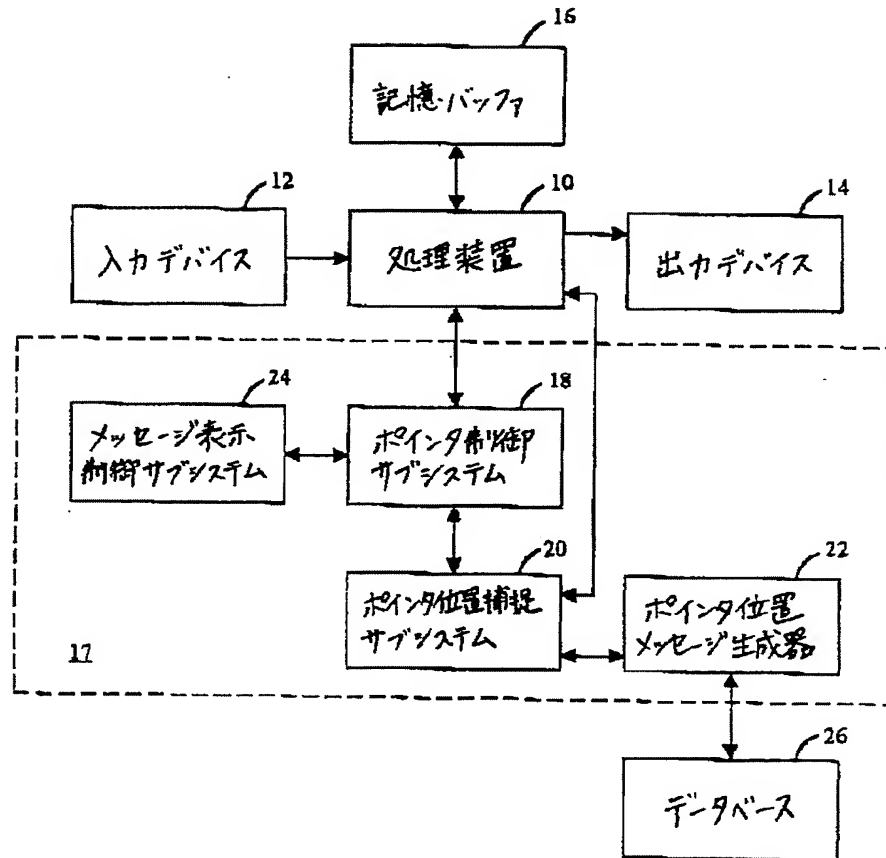 16
記憶・バッファ
12
入力デバイス
10
処理装置
14
出力デバイス
24
メッセージ表示
制御サブシステム
18
ポインタ制御
サブシステム
20
ポインタ位置捕捉
サブシステム
22
ポインタ位置
メッセージ生成器
17
26
データベース